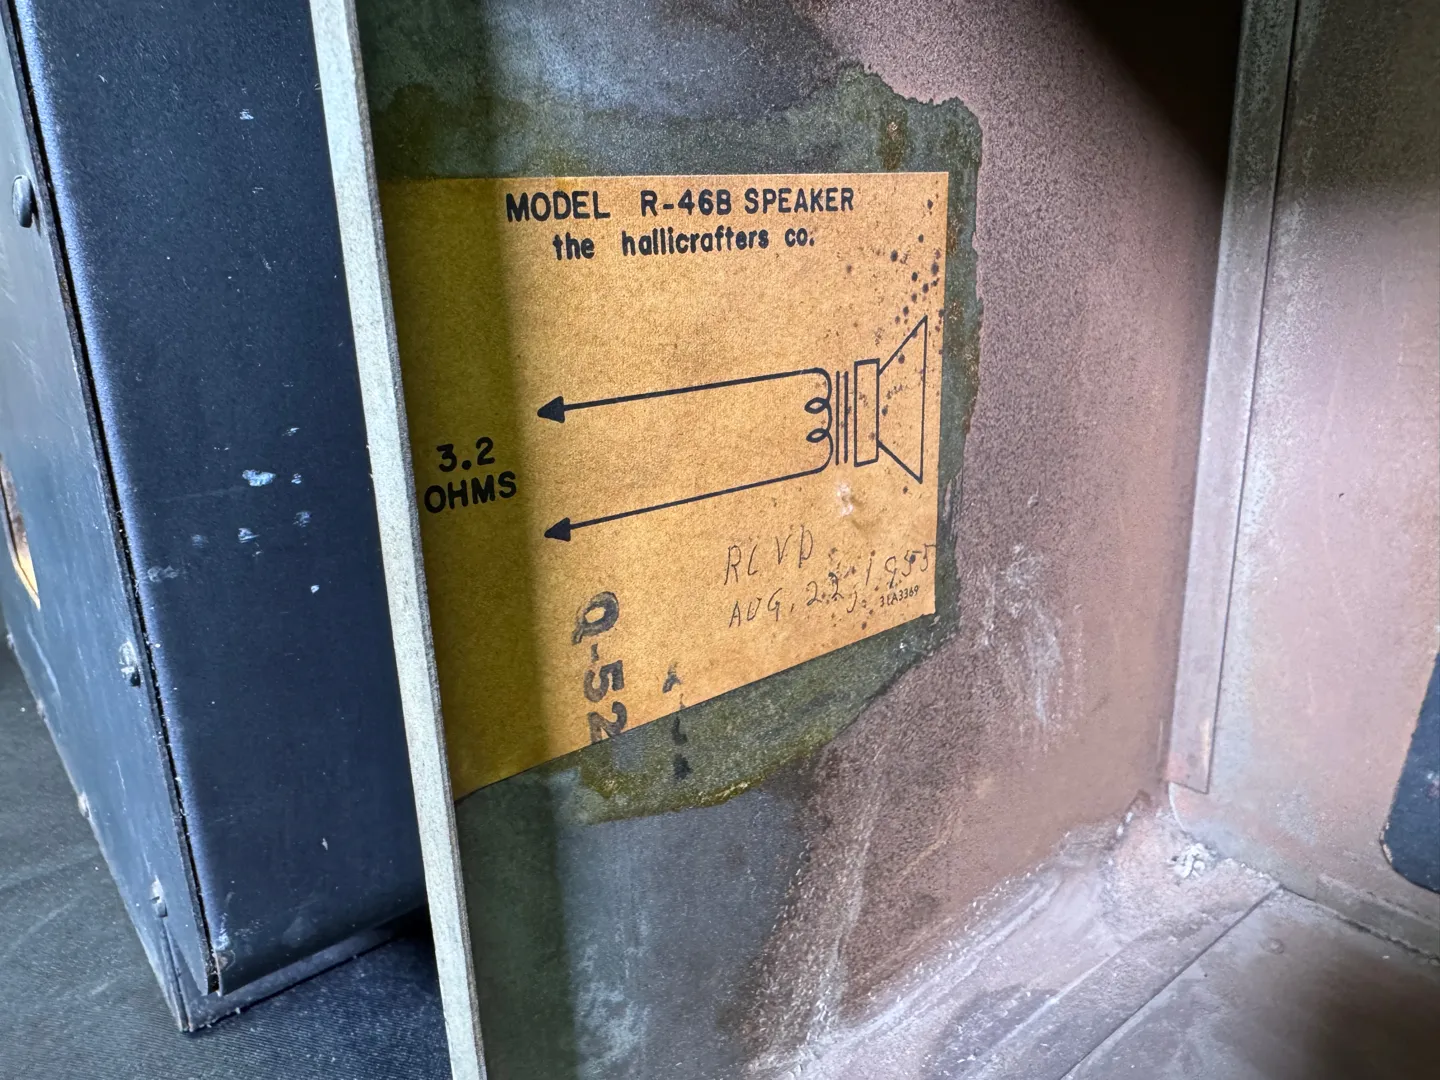 MODEL R-46B SPEAKER
the hallicrafters co.
3.2
OHMS
RCVD
AUG. 22, 1955
Q-52